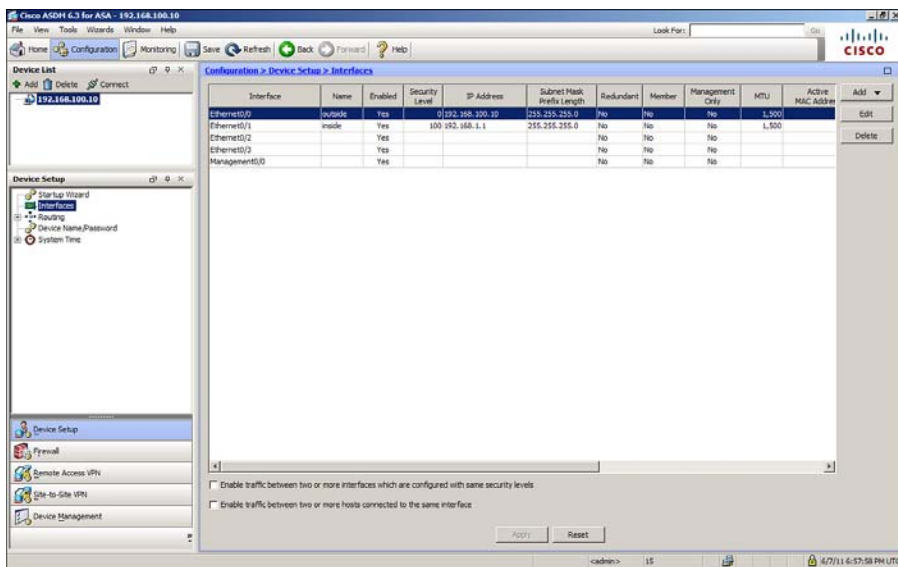 Cisco ASDM 6.3 for ASA - 192.168.100.10
File View Tools Wizards Window Help
Look For:
Go
Home Configuration Monitoring Save Refresh Back Forward Help
CISCO
Device List
Add Delete Connect
192.168.100.10
Device Setup
Startup Wizard
Interfaces
Routing
Device Name/Password
System Time
Device Setup
Firewall
Remote Access VPN
Site-to-Site VPN
Device Management
Configuration > Device Setup > Interfaces
Interface Name Enabled Security Level IP Address Subnet Mask Prefix Length Redundant Member Management Only MTU Active MAC Addres
Ethernet0/0 outside Yes 0 192.168.100.10 255.255.255.0 No No No 1,500
Ethernet0/1 inside Yes 100 192.168.1.1 255.255.255.0 No No No 1,500
Ethernet0/2 Yes No No No
Ethernet0/3 Yes No No No
Management0/0 Yes No No No
Add
Edit
Delete
Enable traffic between two or more interfaces which are configured with same security levels
Enable traffic between two or more hosts connected to the same interface
Apply Reset
<admin> 15 6/7/11 6:57:58 PM UTC